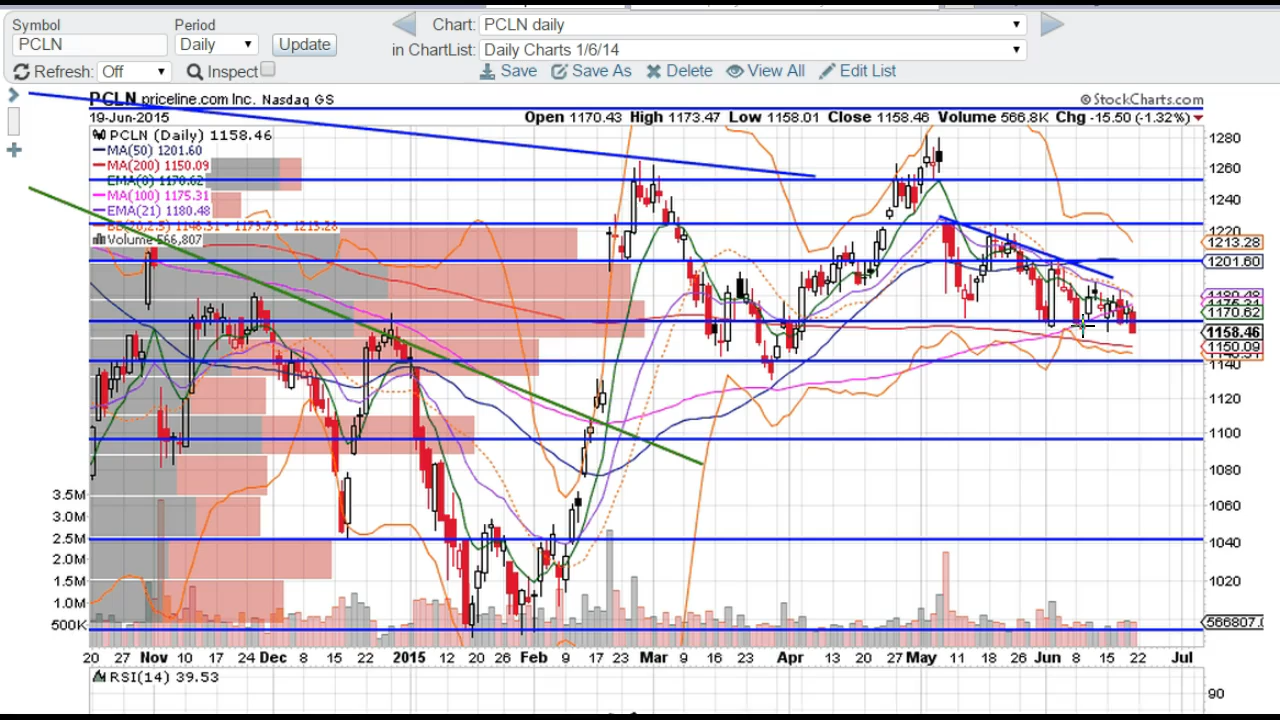 Symbol
Period
Chart: PCLN daily
PCLN
Daily
Update
in ChartList: Daily Charts 1/6/14
Refresh: Off
Inspect
Save
Save As
Delete
View All
Edit List
PCLN priceline.com Inc. Nasdaq GS
© StockCharts.com
19-Jun-2015
Open 1170.43 High 1173.47 Low 1158.01 Close 1158.46 Volume 566.8K Chg -15.50 (-1.32%)
PCLN (Daily) 1158.46
MA(50) 1201.60
MA(200) 1150.09
EMA(8) 1170.62
MA(100) 1175.31
EMA(21) 1180.48
Volume 566,807
1280
1260
1240
1220
1213.28
1201.60
1170.62
1158.46
1150.09
1140
1120
1100
1080
1060
1040
1020
566807.0
3.5M
3.0M
2.5M
2.0M
1.5M
1.0M
500K
20 27 Nov 10 17 24 Dec 8 15 22 2015 12 20 26 Feb 9 17 23 Mar 9 16 23 Apr 13 20 27 May 11 18 26 Jun 8 15 22 Jul
RSI(14) 39.53
90